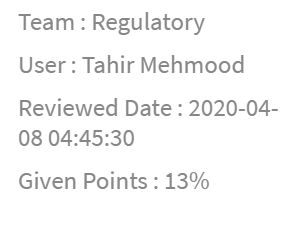 Team : Regulatory
User : Tahir Mehmood
Reviewed Date : 2020-04-
08 04:45:30
Given Points : 13%